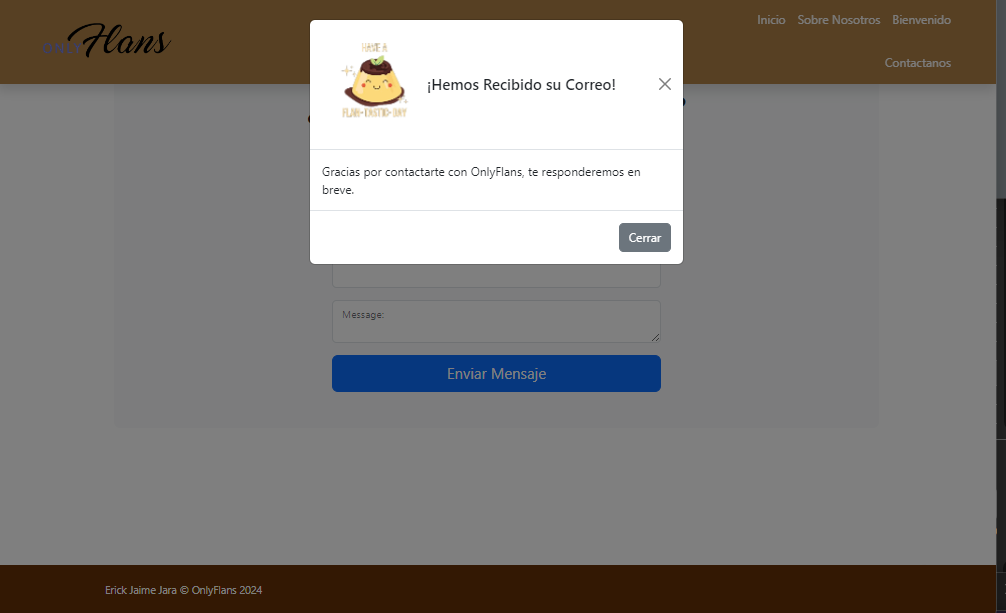 ONLY Flans
Inicio Sobre Nosotros Bienvenido
Contactanos
HAVE A
FLAN-TASTIC DAY
¡Hemos Recibido su Correo!
Gracias por contactarte con OnlyFlans, te responderemos en
breve.
Cerrar
Message:
Enviar Mensaje
Erick Jaime Jara © OnlyFlans 2024